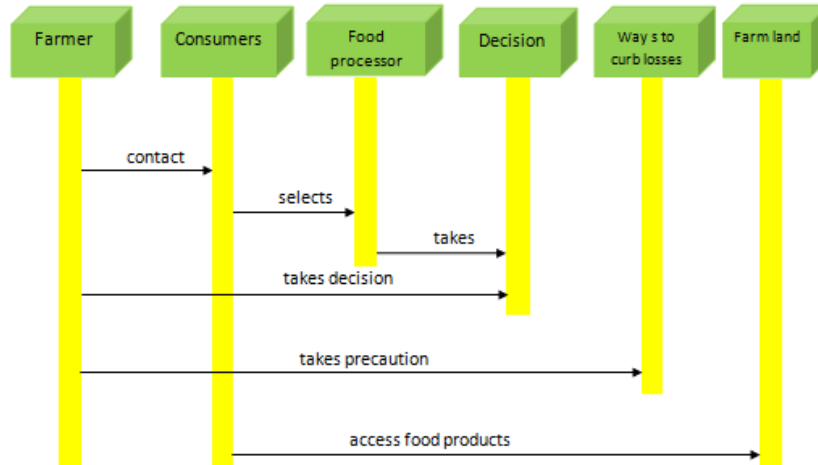 Farmer
Consumers
Food
processor
Decision
Way s to
curb losses
Farm land
contact
selects
takes
takes decision
takes precaution
access food products